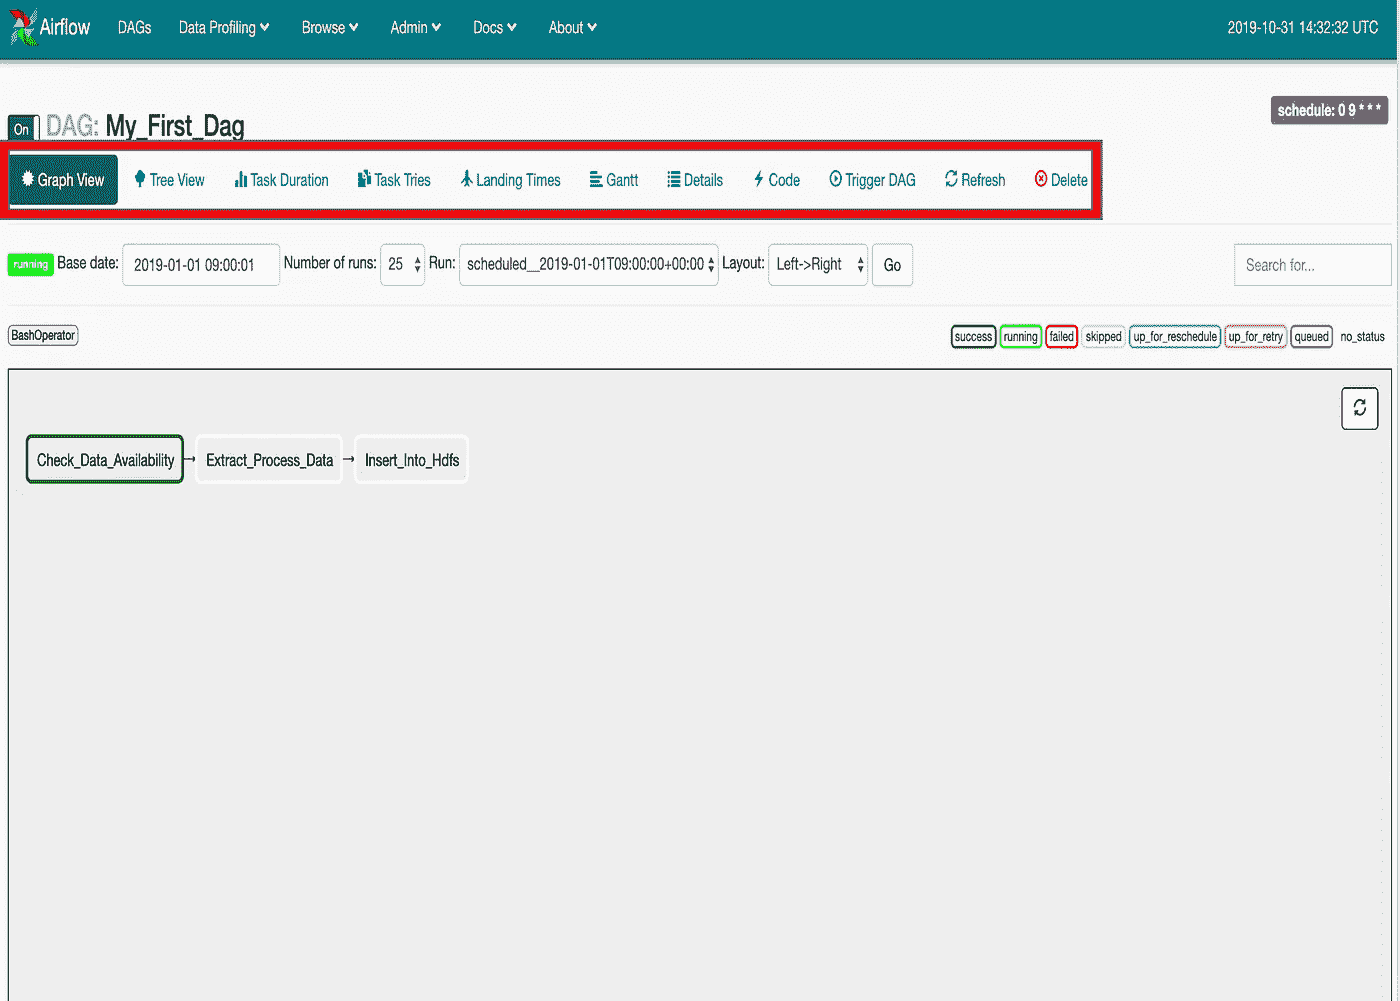 Airflow DAGs Data Profiling Browse Admin Docs About 2019-10-31 14:32:32 UTC
schedule: 0 9 * * *
On DAG: My_First_Dag
Graph View Tree View Task Duration Task Tries Landing Times Gantt Details Code Trigger DAG Refresh Delete
running Base date: 2019-01-01 09:00:01 Number of runs: 25 Run: scheduled__2019-01-01T09:00:00+00:00 Layout: Left->Right Go Search for...
BashOperator success running failed skipped up_for_reschedule up_for_retry queued no_status
Check_Data_Availability Extract_Process_Data Insert_Into_Hdfs